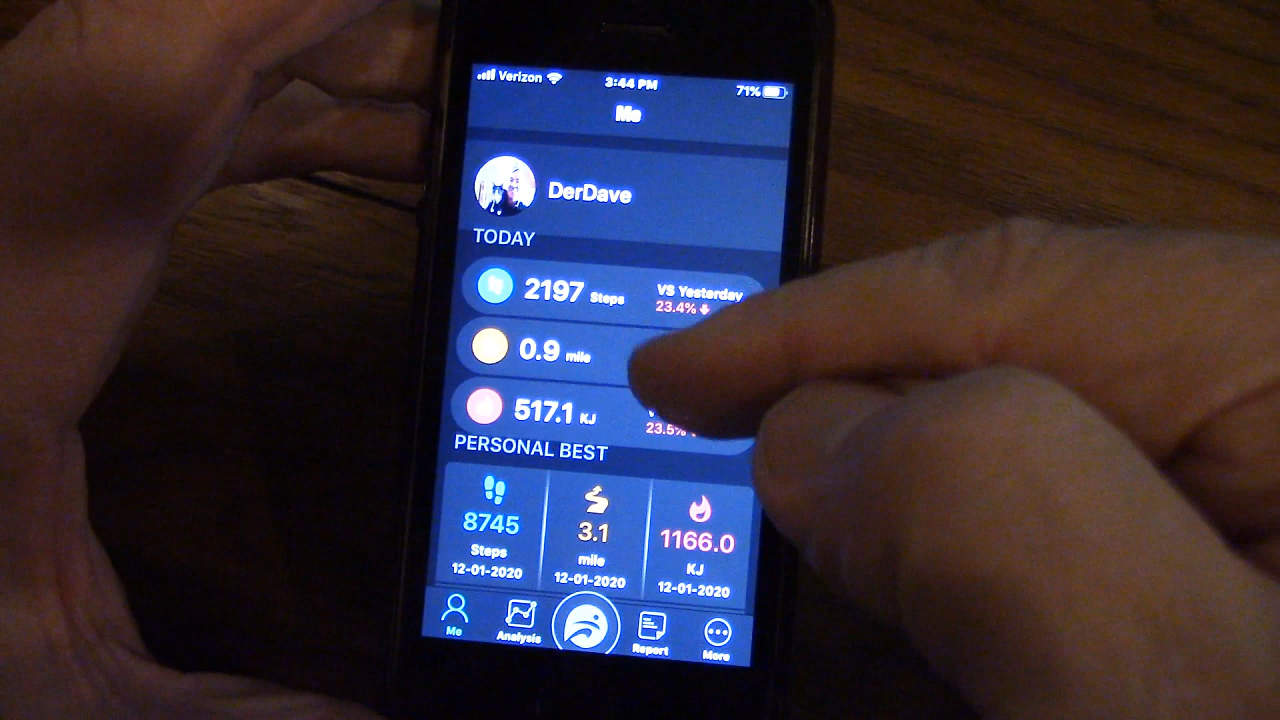 Verizon 3:44 PM 71%
Me
DerDave
TODAY
2197 Steps VS Yesterday
23.4%
0.9 mile
517.1 KJ
23.5%
PERSONAL BEST
8745 3.1 1166.0
Steps mile KJ
12-01-2020 12-01-2020 12-01-2020
Me Analysis Report More